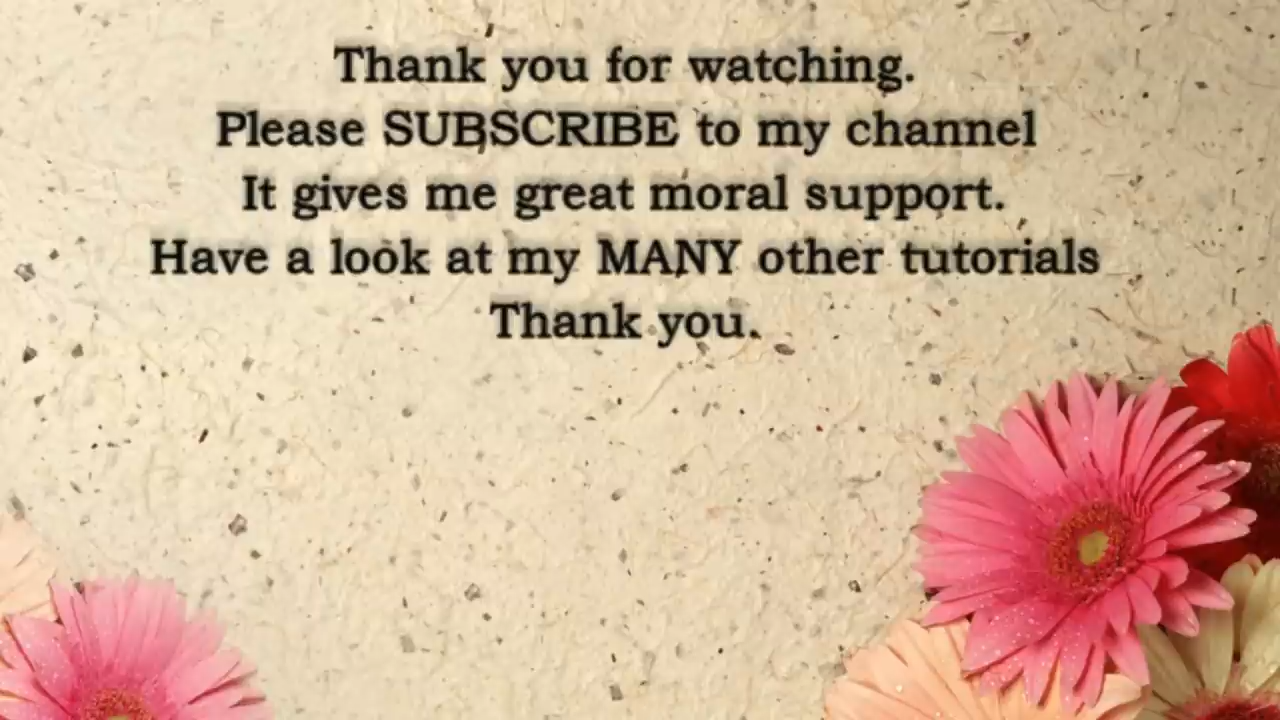 Thank you for watching.
Please SUBSCRIBE to my channel
It gives me great moral support.
Have a look at my MANY other tutorials
Thank you.